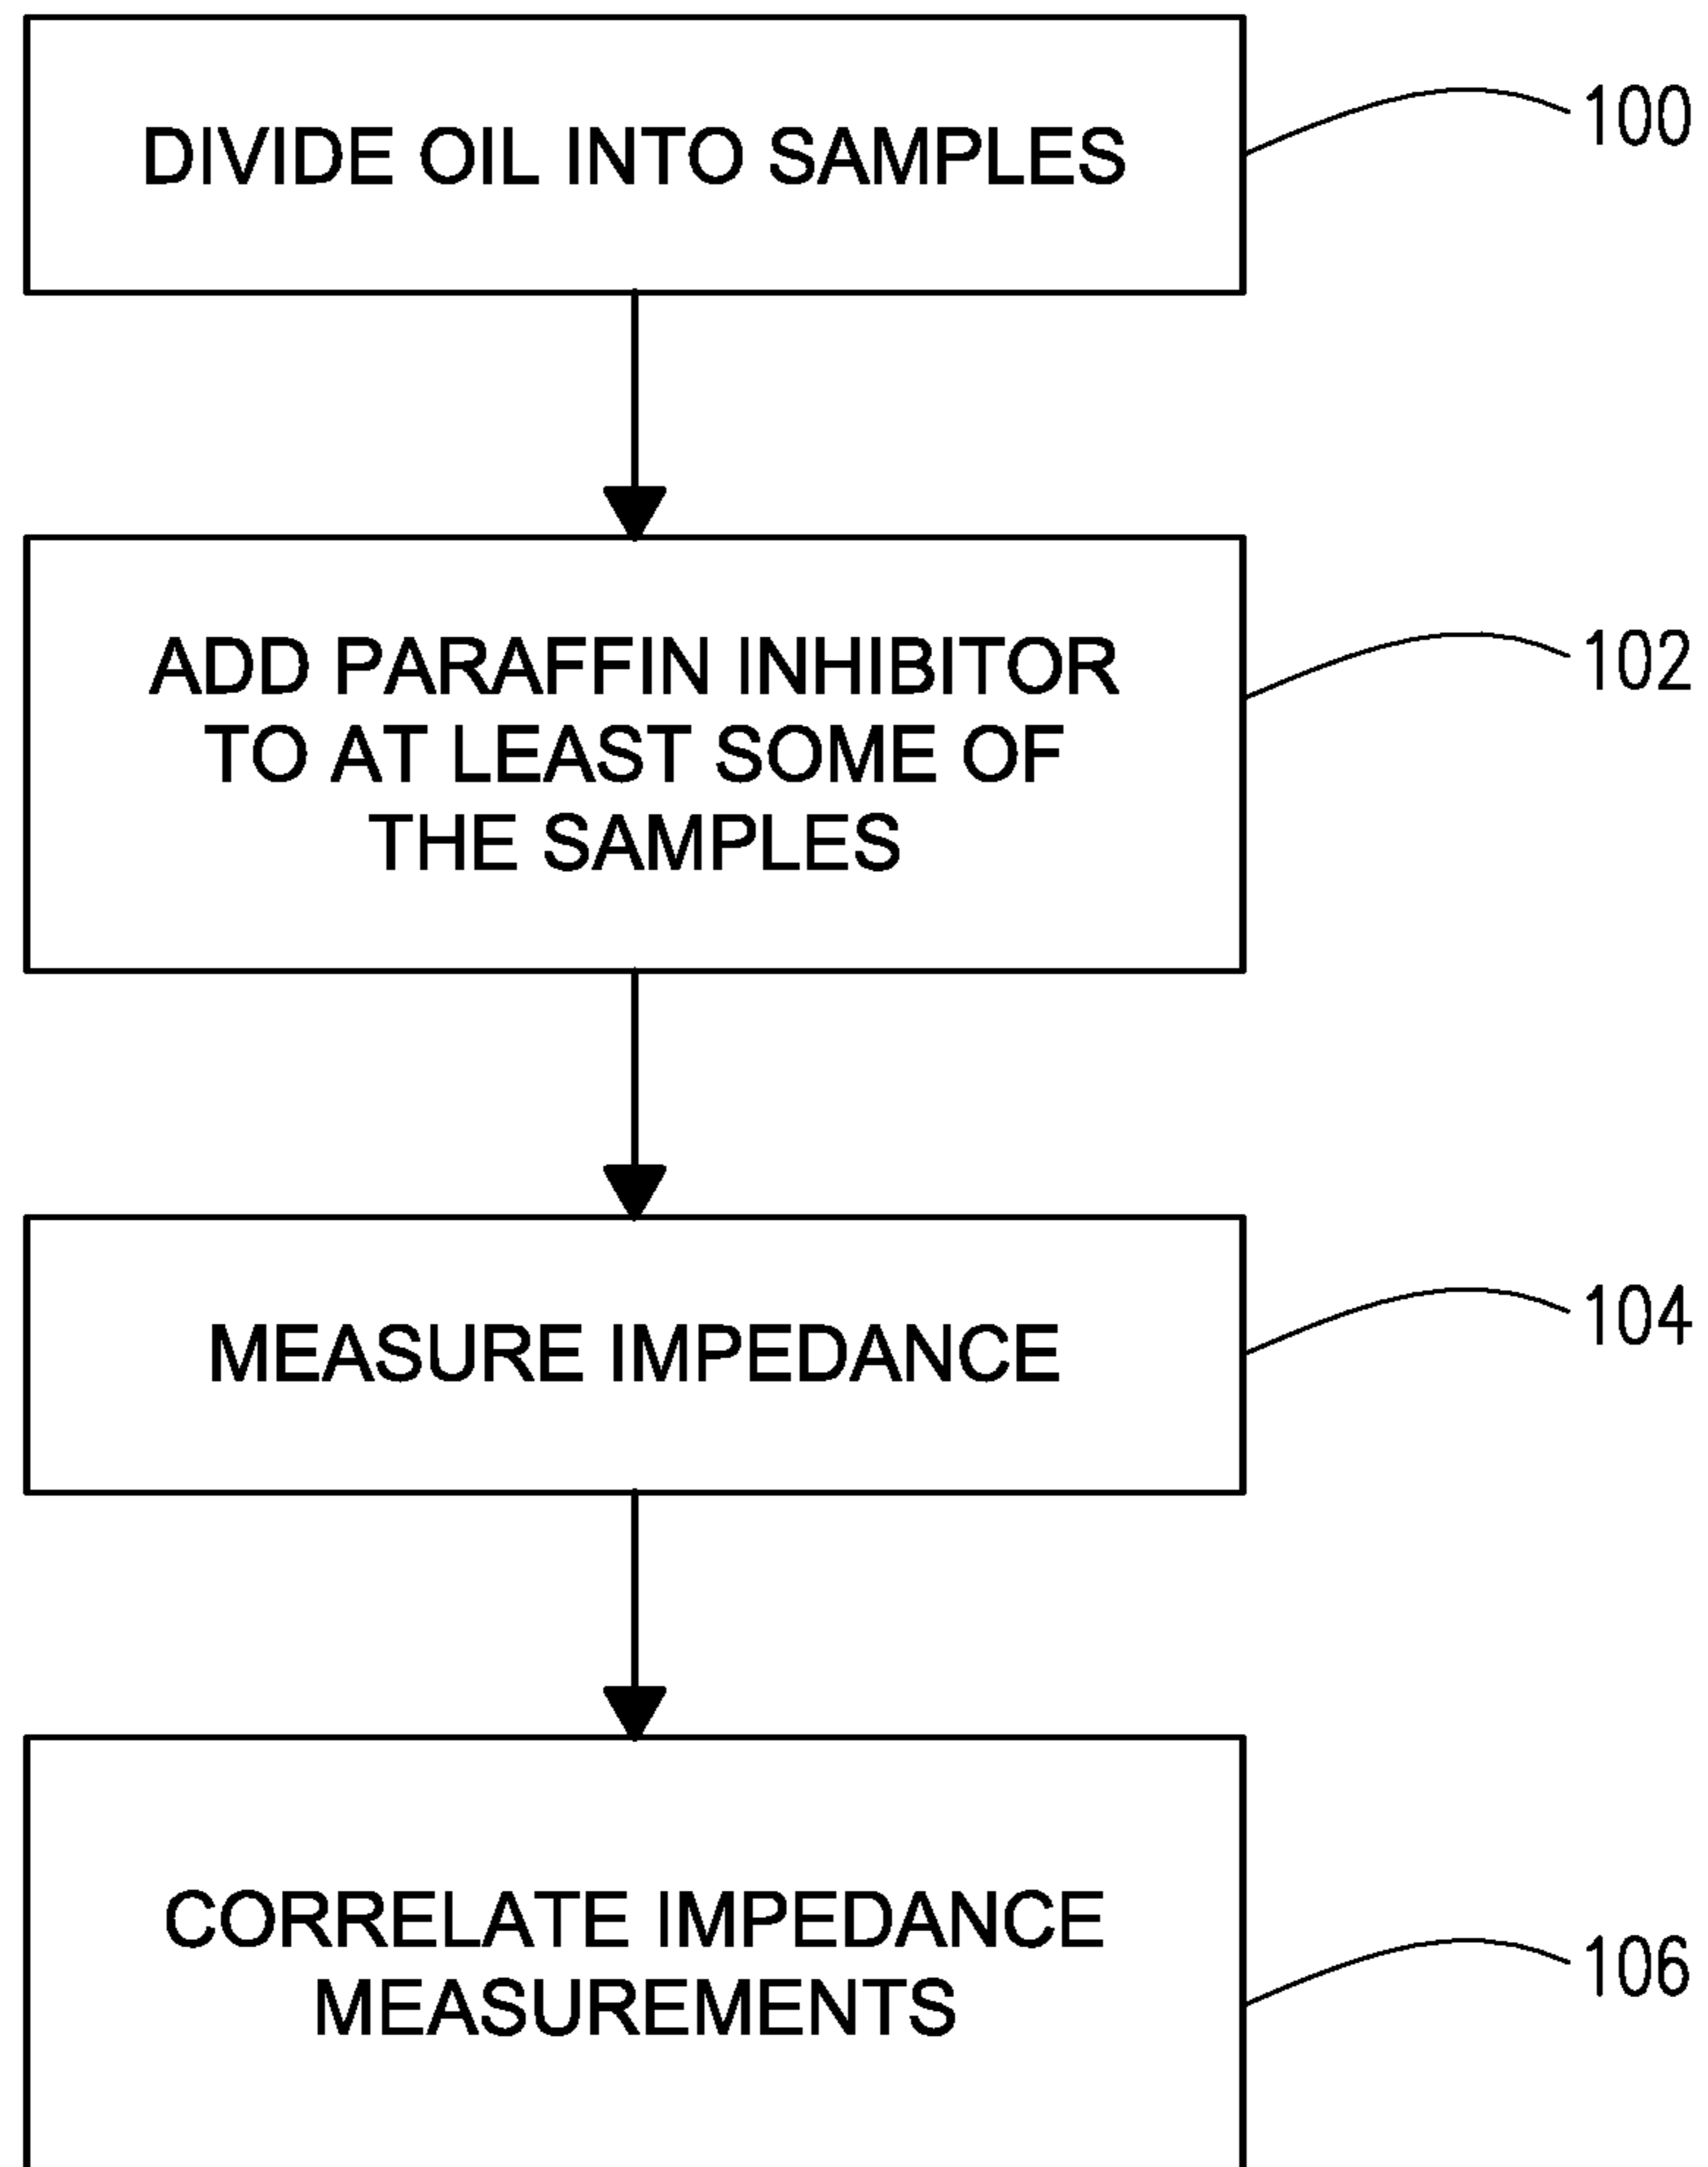 DIVIDE OIL INTO SAMPLES
100
ADD PARAFFIN INHIBITOR
TO AT LEAST SOME OF
THE SAMPLES
102
MEASURE IMPEDANCE
104
CORRELATE IMPEDANCE
MEASUREMENTS
106